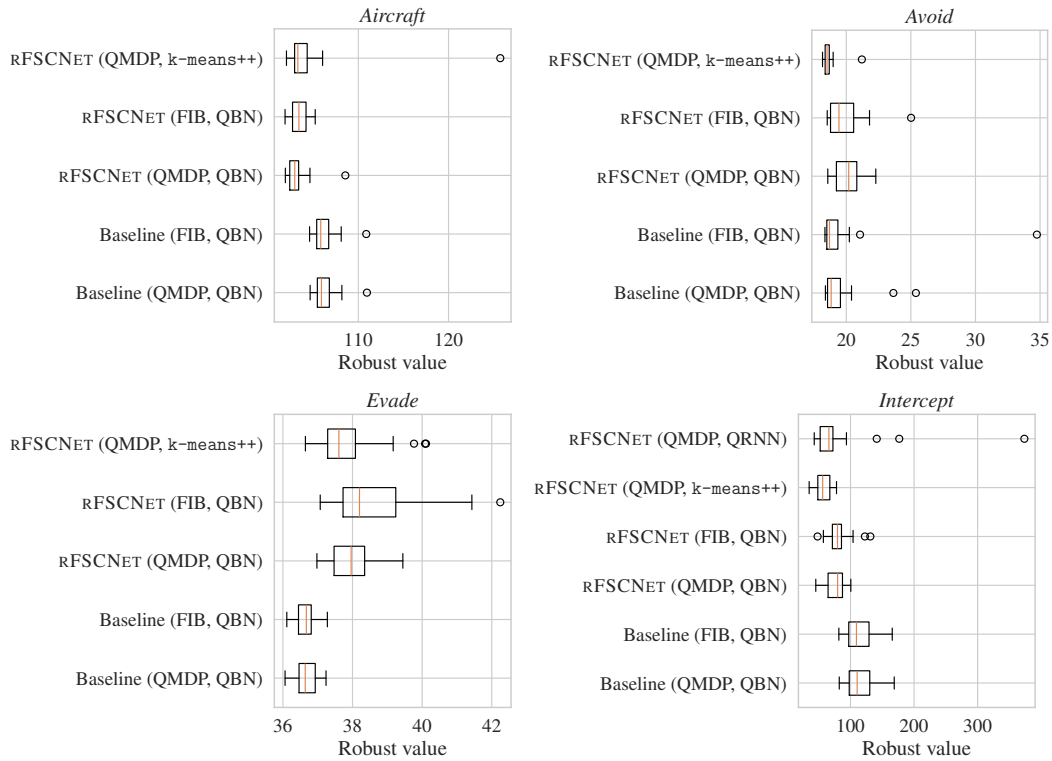 Aircraft
RFSCNET (QMDP, k-means++)
RFSCNET (FIB, QBN)
RFSCNET (QMDP, QBN)
Baseline (FIB, QBN)
Baseline (QMDP, QBN)
110 120
Robust value
Avoid
RFSCNET (QMDP, k-means++)
RFSCNET (FIB, QBN)
RFSCNET (QMDP, QBN)
Baseline (FIB, QBN)
Baseline (QMDP, QBN)
20 25 30 35
Robust value
Evade
RFSCNET (QMDP, k-means++)
RFSCNET (FIB, QBN)
RFSCNET (QMDP, QBN)
Baseline (FIB, QBN)
Baseline (QMDP, QBN)
36 38 40 42
Robust value
Intercept
RFSCNET (QMDP, QRNN)
RFSCNET (QMDP, k-means++)
RFSCNET (FIB, QBN)
RFSCNET (QMDP, QBN)
Baseline (FIB, QBN)
Baseline (QMDP, QBN)
100 200 300
Robust value